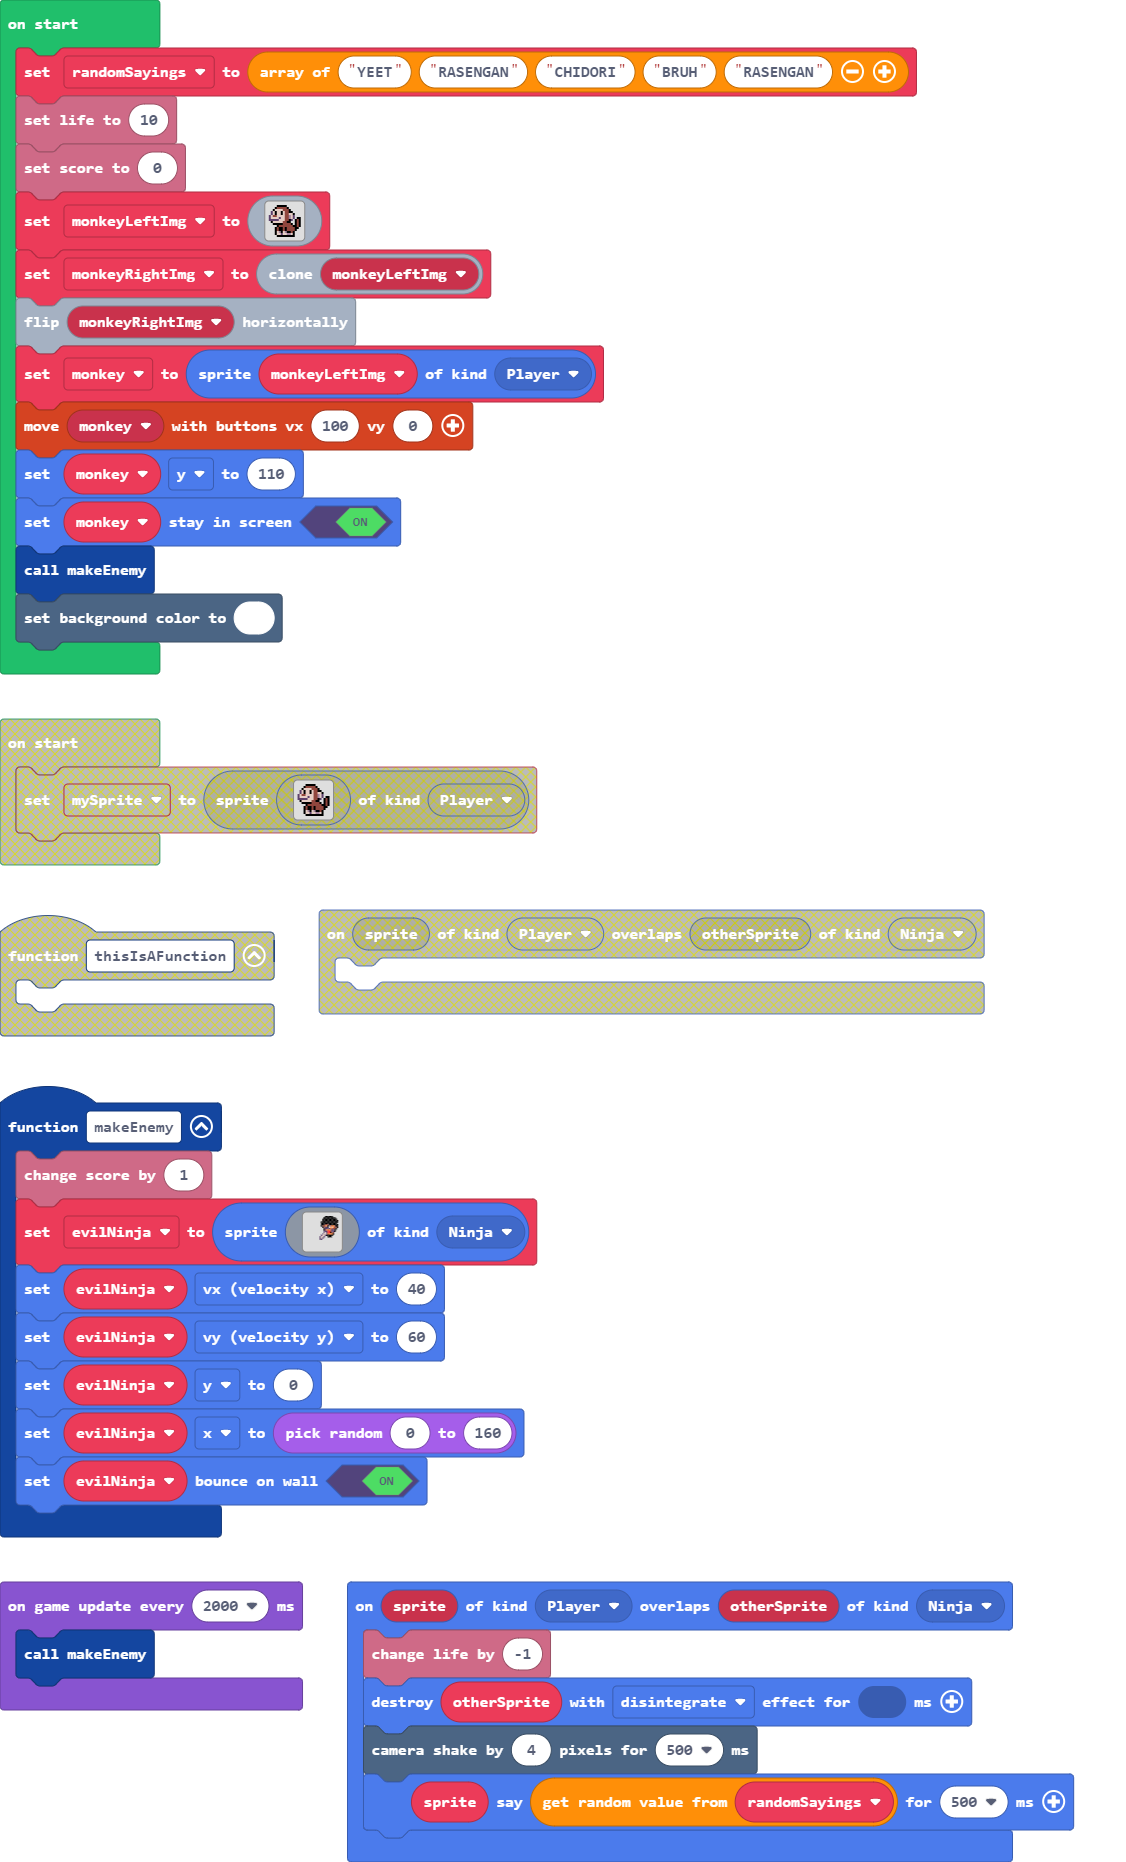 on start
set randomSayings to array of "YEET" "RASENGAN" "CHIDORI" "BRUH" "RASENGAN"
set life to 10
set score to 0
set monkeyLeftImg to
set monkeyRightImg to clone monkeyLeftImg
flip monkeyRightImg horizontally
set monkey to sprite monkeyLeftImg of kind Player
move monkey with buttons vx 100 vy 0
set monkey y to 110
set monkey stay in screen ON
call makeEnemy
set background color to
on start
set mySprite to sprite of kind Player
function thisIsAFunction
on sprite of kind Player overlaps otherSprite of kind Ninja
function makeEnemy
change score by 1
set evilNinja to sprite of kind Ninja
set evilNinja vx (velocity x) to 40
set evilNinja vy (velocity y) to 60
set evilNinja y to 0
set evilNinja x to pick random 0 to 160
set evilNinja bounce on wall ON
on game update every 2000 ms
call makeEnemy
on sprite of kind Player overlaps otherSprite of kind Ninja
change life by -1
destroy otherSprite with disintegrate effect for ms
camera shake by 4 pixels for 500 ms
sprite say get random value from randomSayings for 500 ms